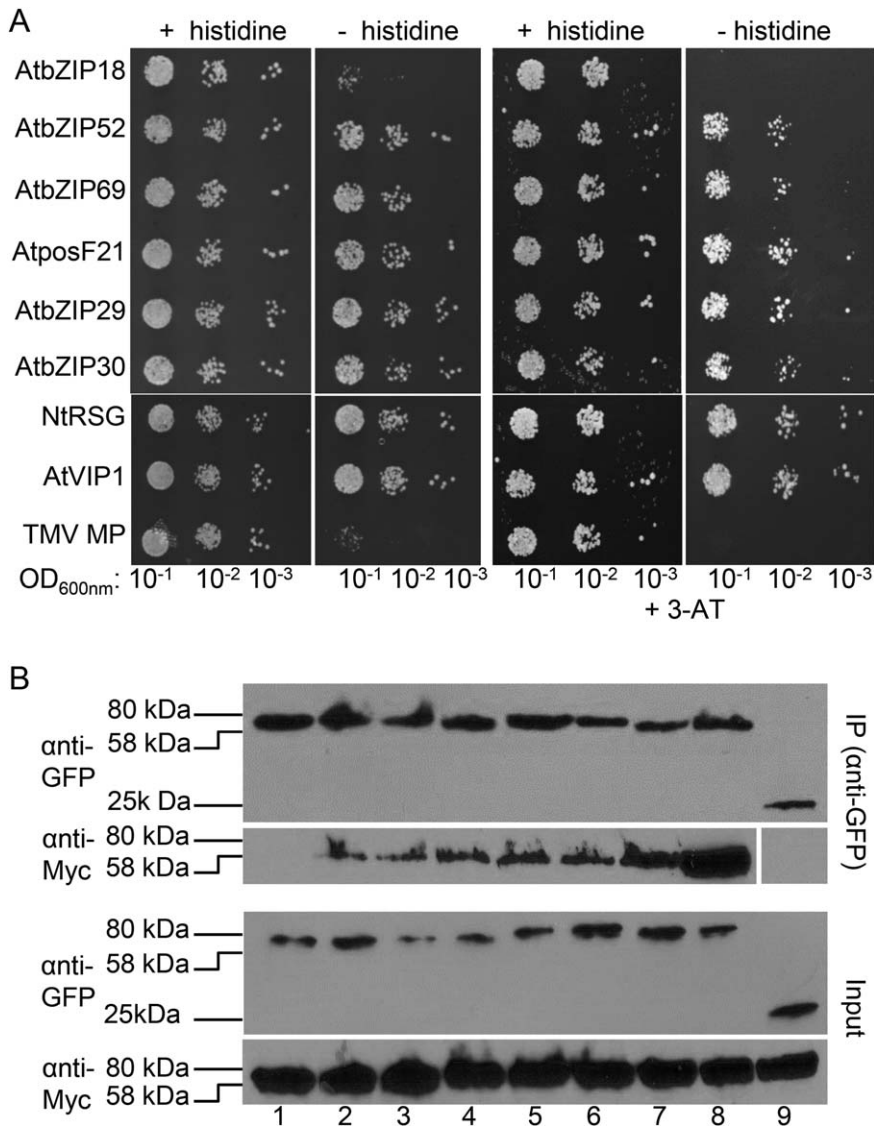 A
+ histidine - histidine + histidine - histidine
AtbZIP18
AtbZIP52
AtbZIP69
AtposF21
AtbZIP29
AtbZIP30
NtRSG
AtVIP1
TMV MP
OD600nm: 10-1 10-2 10-3 10-1 10-2 10-3 10-1 10-2 10-3 10-1 10-2 10-3
+ 3-AT
B
anti-GFP
80 kDa
58 kDa
25k Da
αnti-
GFP
αnti-
Myc
80 kDa
58 kDa
IP (αnti-GFP)
αnti-
GFP
80 kDa
58 kDa
25kDa
αnti-
Myc
80 kDa
58 kDa
Input
1 2 3 4 5 6 7 8 9